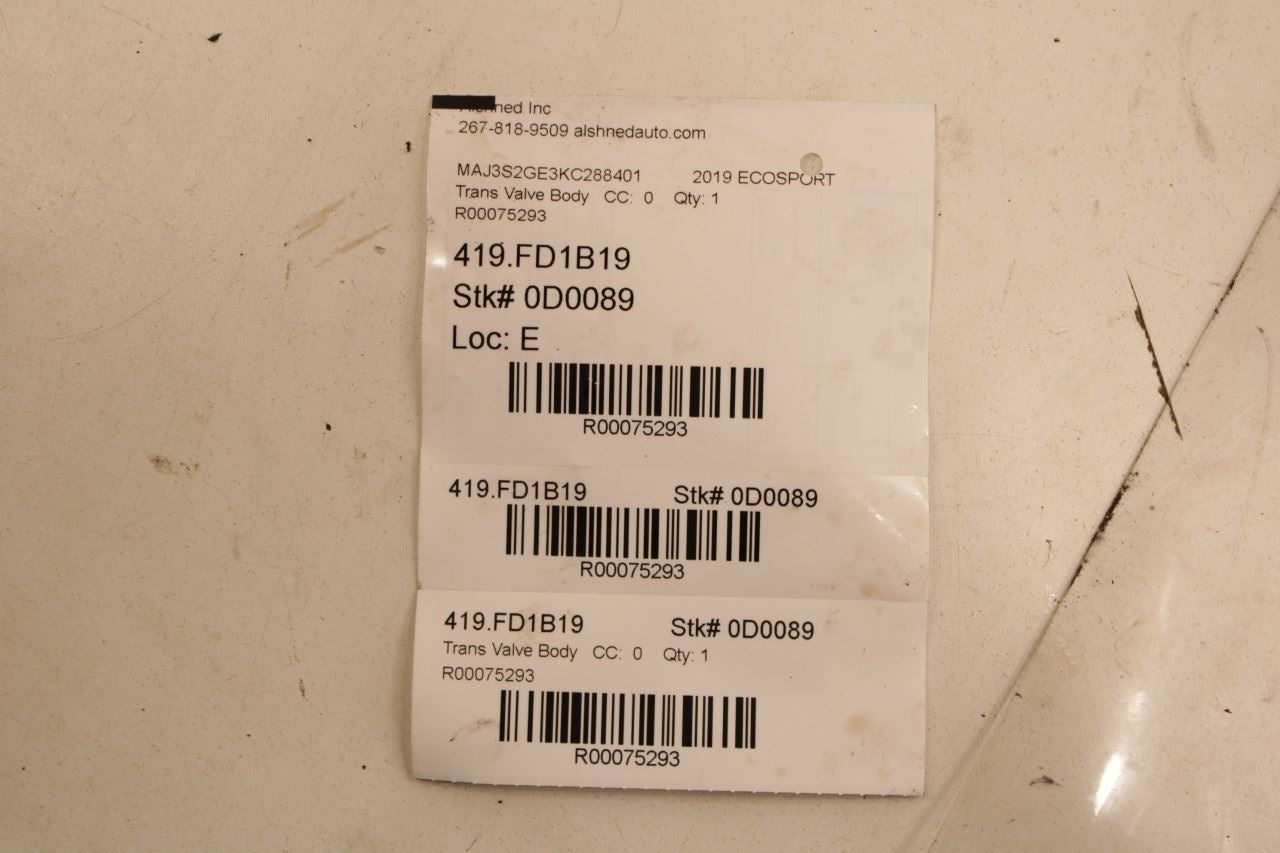 Inc
267-818-9509 alshnedauto.com
MAJ3S2GE3KC288401 2019 ECOSPORT
Trans Valve Body CC: 0 Qty: 1
R00075293
419.FD1B19
Stk# 0D0089
Loc: E
R00075293
419.FD1B19 Stk# 0D0089
R00075293
419.FD1B19 Stk# 0D0089
Trans Valve Body CC: 0 Qty: 1
R00075293
R00075293